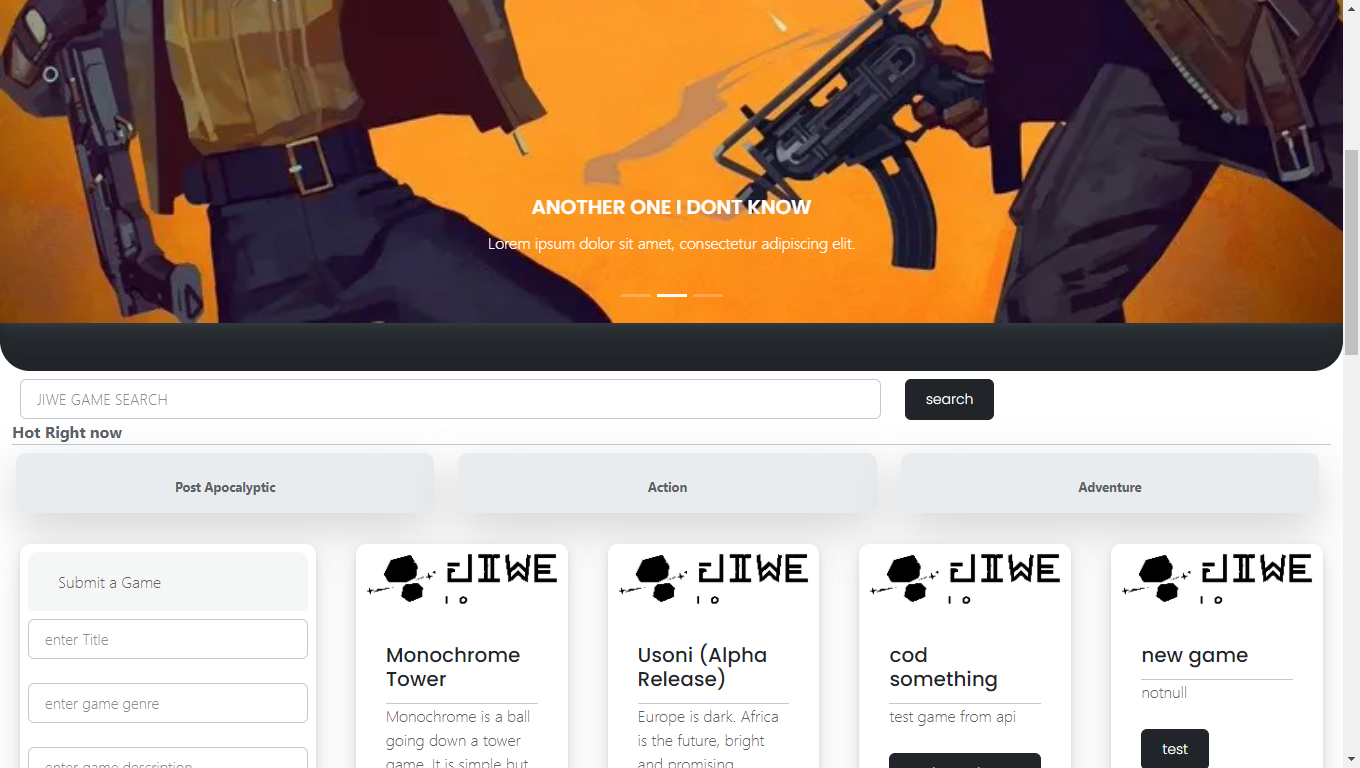 ANOTHER ONE I DONT KNOW
Lorem ipsum dolor sit amet, consectetur adipiscing elit.
JIWE GAME SEARCH
search
Hot Right now
Post Apocalyptic
Action
Adventure
Submit a Game
enter Title
enter game genre
enter game description
JIWE
IO
Monochrome
Tower
Monochrome is a ball
going down a tower
game. It is simple but
JIWE
IO
Usoni (Alpha
Release)
Europe is dark. Africa
is the future, bright
and promising
JIWE
IO
cod
something
test game from api
JIWE
IO
new game
notnull
test